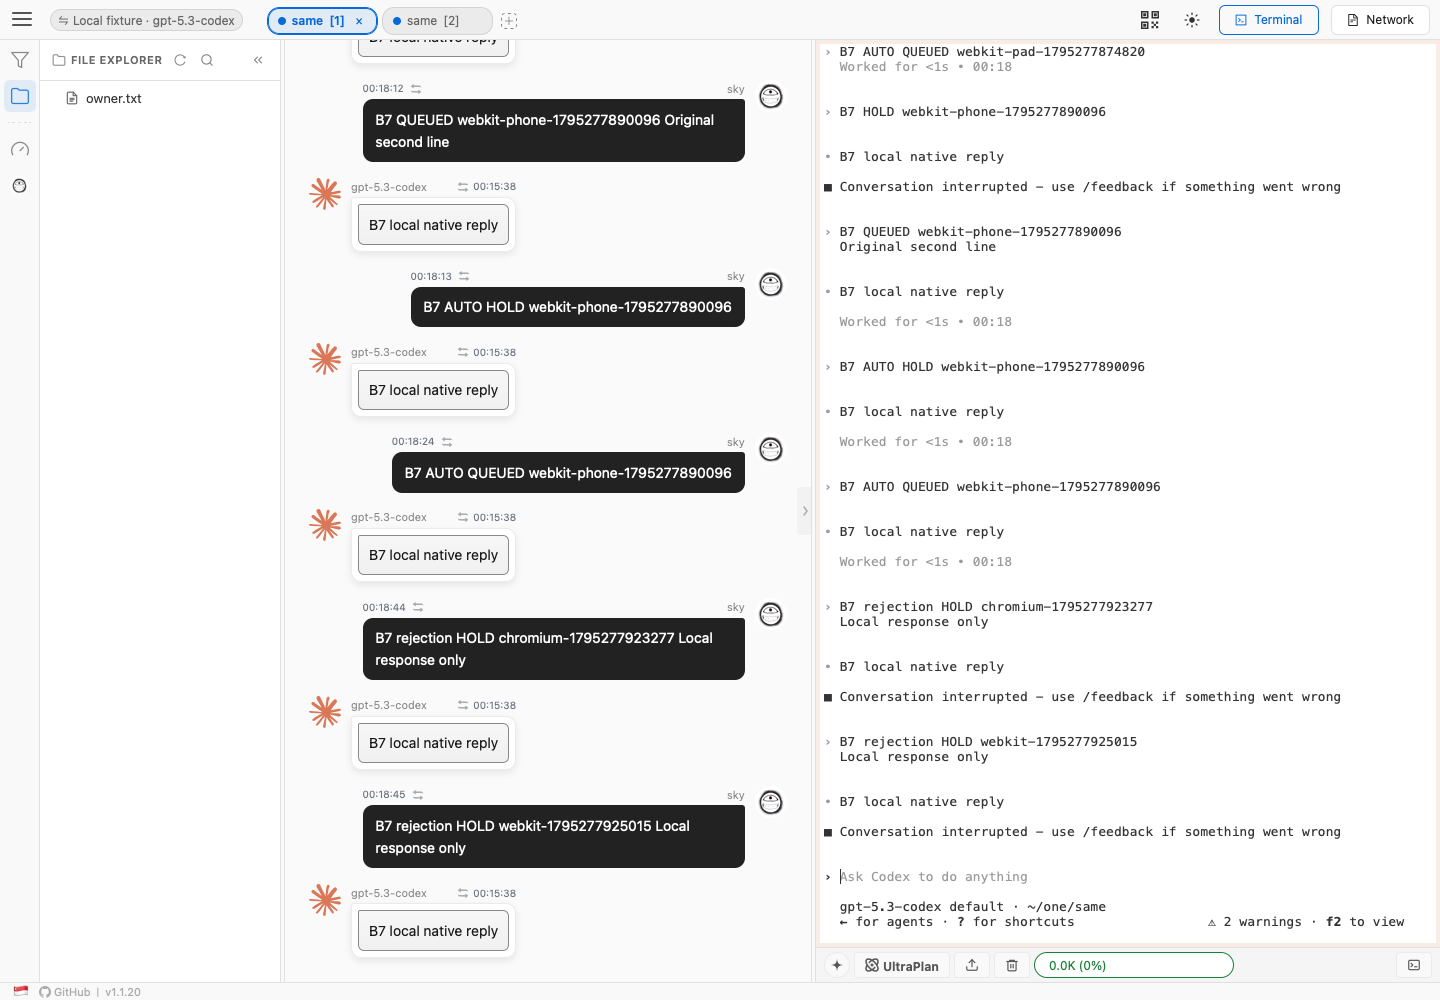 Local fixture · gpt-5.3-codex
same [1] ×
same [2]
Terminal
Network
FILE EXPLORER
owner.txt
B7 local native reply
00:18:12
sky
B7 QUEUED webkit-phone-1795277890096 Original
second line
gpt-5.3-codex 00:15:38
B7 local native reply
00:18:13
sky
B7 AUTO HOLD webkit-phone-1795277890096
gpt-5.3-codex 00:15:38
B7 local native reply
00:18:24
sky
B7 AUTO QUEUED webkit-phone-1795277890096
gpt-5.3-codex 00:15:38
B7 local native reply
00:18:44
sky
B7 rejection HOLD chromium-1795277923277 Local
response only
gpt-5.3-codex 00:15:38
B7 local native reply
00:18:45
sky
B7 rejection HOLD webkit-1795277925015 Local
response only
gpt-5.3-codex 00:15:38
B7 local native reply
› B7 AUTO QUEUED webkit-pad-1795277874820
Worked for <1s • 00:18
› B7 HOLD webkit-phone-1795277890096
• B7 local native reply
■ Conversation interrupted – use /feedback if something went wrong
› B7 QUEUED webkit-phone-1795277890096
Original second line
• B7 local native reply
Worked for <1s • 00:18
› B7 AUTO HOLD webkit-phone-1795277890096
• B7 local native reply
Worked for <1s • 00:18
› B7 AUTO QUEUED webkit-phone-1795277890096
• B7 local native reply
Worked for <1s • 00:18
› B7 rejection HOLD chromium-1795277923277
Local response only
• B7 local native reply
■ Conversation interrupted – use /feedback if something went wrong
› B7 rejection HOLD webkit-1795277925015
Local response only
• B7 local native reply
■ Conversation interrupted – use /feedback if something went wrong
› Ask Codex to do anything
gpt-5.3-codex default · ~/one/same
← for agents · ? for shortcuts ⚠ 2 warnings · f2 to view
UltraPlan
0.0K (0%)
GitHub | v1.1.20